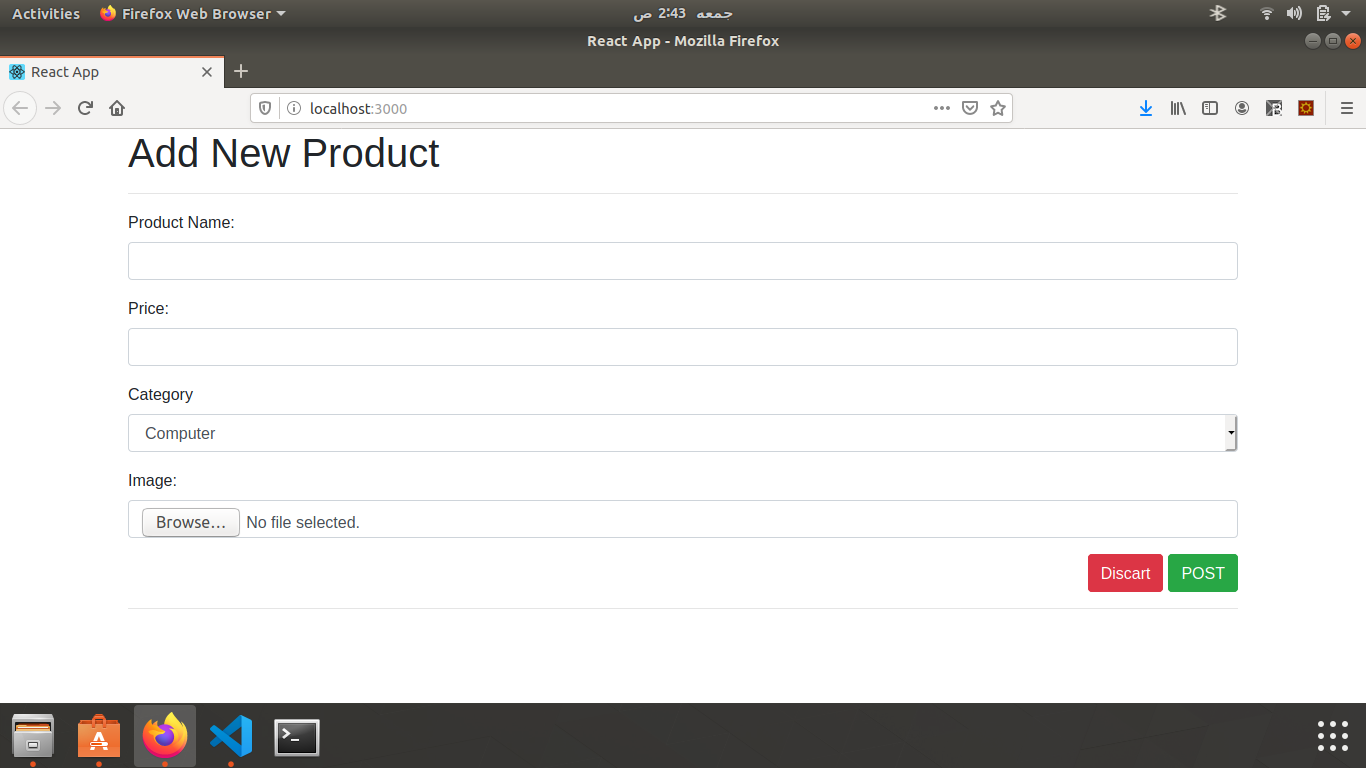 Activities Firefox Web Browser جمعه 2:43 ص
React App - Mozilla Firefox
React App
localhost:3000
Add New Product
Product Name:
Price:
Category
Computer
Image:
Browse… No file selected.
Discart POST